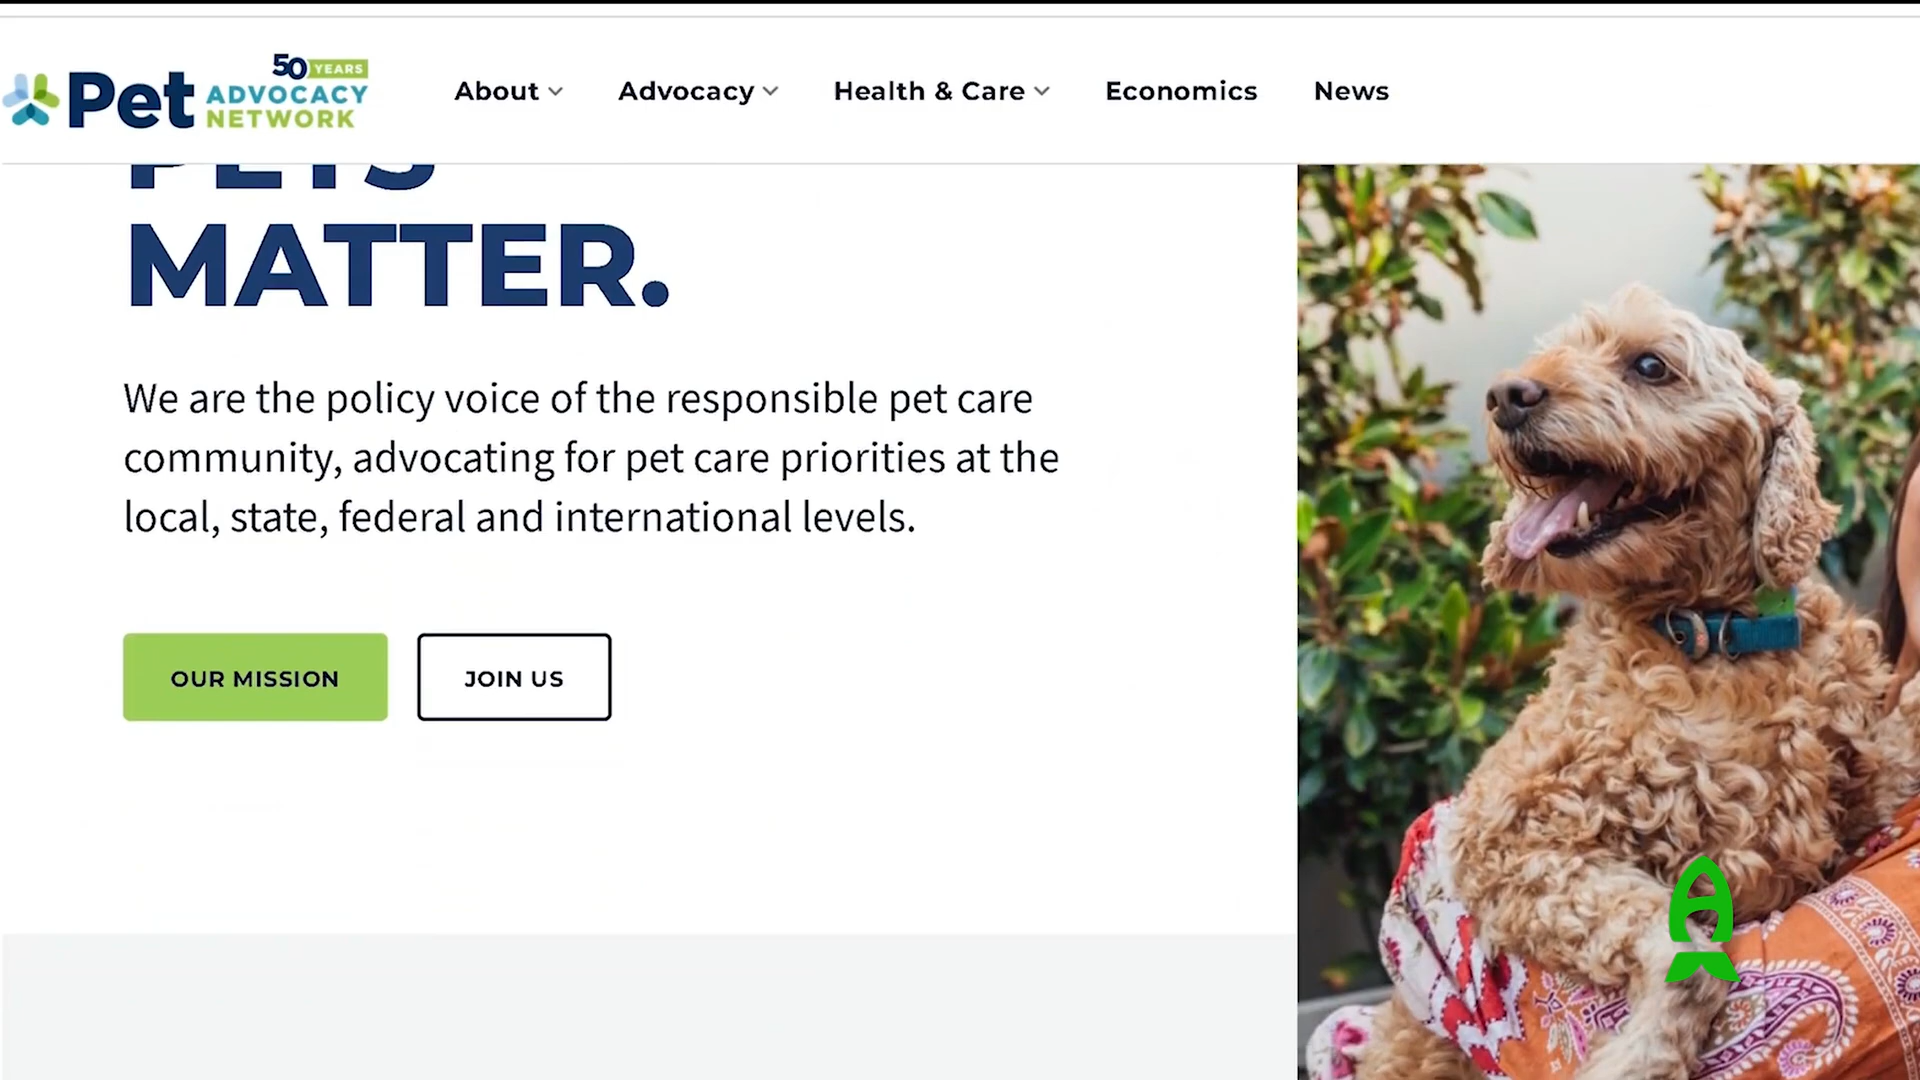 50 YEARS
Pet ADVOCACY
NETWORK
About
Advocacy
Health & Care
Economics
News
PETS
MATTER.
We are the policy voice of the responsible pet care
community, advocating for pet care priorities at the
local, state, federal and international levels.
OUR MISSION
JOIN US